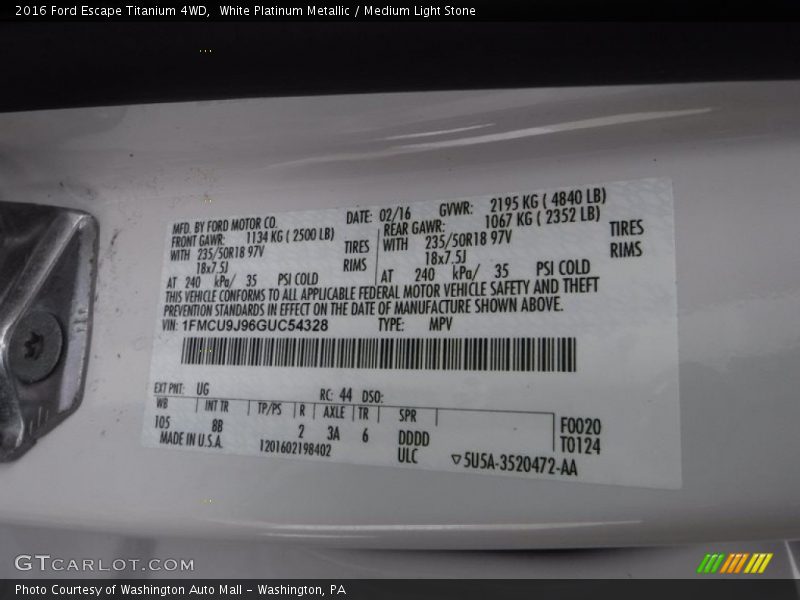 2016 Ford Escape Titanium 4WD,  White Platinum Metallic / Medium Light Stone
MFD. BY FORD MOTOR CO. DATE: 02/16 GVWR: 2195 KG ( 4840 LB)
FRONT GAWR: 1134 KG ( 2500 LB) REAR GAWR: 1067 KG ( 2352 LB)
WITH 235/50R18 97V TIRES WITH 235/50R18 97V TIRES
18x7.5J RIMS 18x7.5J RIMS
AT 240 kPa/ 35 PSI COLD AT 240 kPa/ 35 PSI COLD
THIS VEHICLE CONFORMS TO ALL APPLICABLE FEDERAL MOTOR VEHICLE SAFETY AND THEFT
PREVENTION STANDARDS IN EFFECT ON THE DATE OF MANUFACTURE SHOWN ABOVE.
VIN: 1FMCU9J96GUC54328 TYPE: MPV
EXT PNT: UG RC: 44 DSO:
WB INT TR TP/PS R AXLE TR SPR
105 8B 2 3A 6 DDDD F0020
MADE IN U.S.A. 1201602198402 ULC T0124
▽5U5A-3520472-AA
GTCARLOT.COM
Photo Courtesy of Washington Auto Mall - Washington, PA